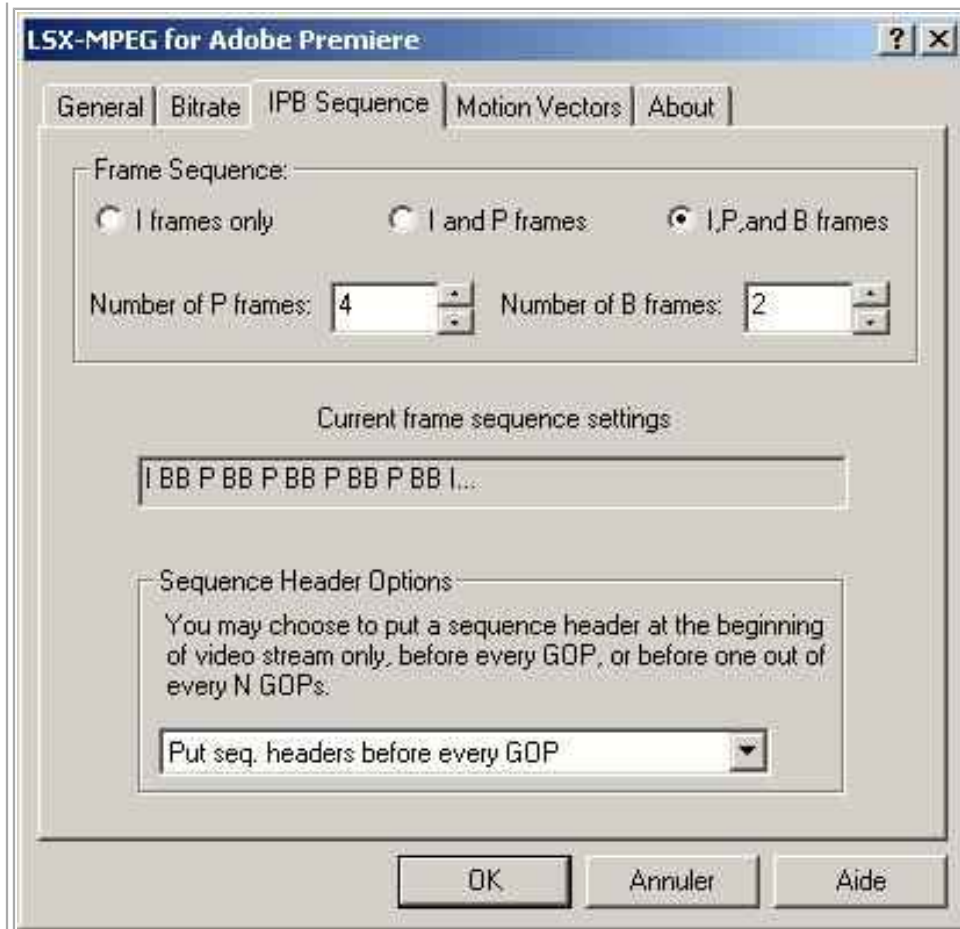 LSX-MPEG for Adobe Premiere
General Bitrate IPB Sequence Motion Vectors About
Frame Sequence:
I frames only I and P frames I,P,and B frames
Number of P frames: 4 Number of B frames: 2
Current frame sequence settings
I BB P BB P BB P BB P BB I...
Sequence Header Options
You may choose to put a sequence header at the beginning
of video stream only, before every GOP, or before one out of
every N GOPs.
Put seq. headers before every GOP
OK Annuler Aide